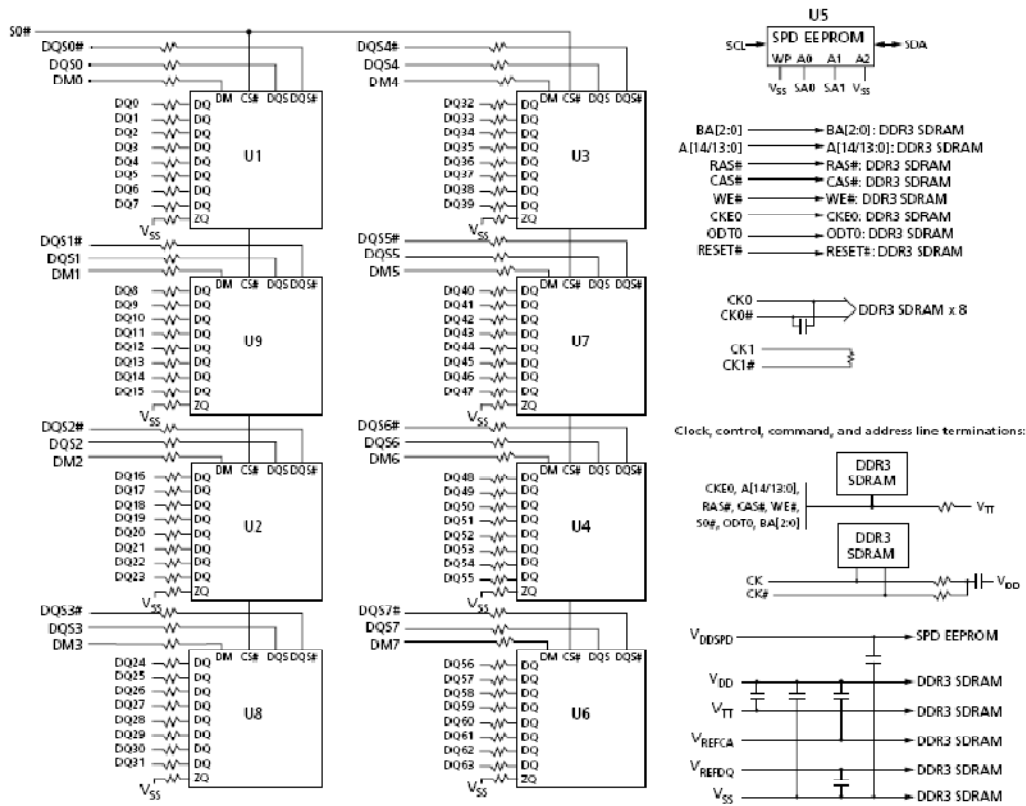 S0#
DQS0#
DQS0
DM0
DM CS# DQS DQS#
DQ0 DQ
DQ1 DQ
DQ2 DQ
DQ3 DQ
DQ4 DQ
DQ5 DQ
DQ6 DQ
DQ7 DQ
ZQ
VSS
U1
DQS1#
DQS1
DM1
DM CS# DQS DQS#
DQ8 DQ
DQ9 DQ
DQ10 DQ
DQ11 DQ
DQ12 DQ
DQ13 DQ
DQ14 DQ
DQ15 DQ
ZQ
VSS
U9
DQS2#
DQS2
DM2
DM CS# DQS DQS#
DQ16 DQ
DQ17 DQ
DQ18 DQ
DQ19 DQ
DQ20 DQ
DQ21 DQ
DQ22 DQ
DQ23 DQ
ZQ
VSS
U2
DQS3#
DQS3
DM3
DM CS# DQS DQS#
DQ24 DQ
DQ25 DQ
DQ26 DQ
DQ27 DQ
DQ28 DQ
DQ29 DQ
DQ30 DQ
DQ31 DQ
ZQ
VSS
U8
DQS4#
DQS4
DM4
DM CS# DQS DQS#
DQ32 DQ
DQ33 DQ
DQ34 DQ
DQ35 DQ
DQ36 DQ
DQ37 DQ
DQ38 DQ
DQ39 DQ
ZQ
VSS
U3
DQS5#
DQS5
DM5
DM CS# DQS DQS#
DQ40 DQ
DQ41 DQ
DQ42 DQ
DQ43 DQ
DQ44 DQ
DQ45 DQ
DQ46 DQ
DQ47 DQ
ZQ
VSS
U7
DQS6#
DQS6
DM6
DM CS# DQS DQS#
DQ48 DQ
DQ49 DQ
DQ50 DQ
DQ51 DQ
DQ52 DQ
DQ53 DQ
DQ54 DQ
DQ55 DQ
ZQ
VSS
U4
DQS7#
DQS7
DM7
DM CS# DQS DQS#
DQ56 DQ
DQ57 DQ
DQ58 DQ
DQ59 DQ
DQ60 DQ
DQ61 DQ
DQ62 DQ
DQ63 DQ
ZQ
VSS
U6
U5
SCL SPD EEPROM SDA
WP A0 A1 A2
VSS SA0 SA1 VSS
BA[2:0] BA[2:0]: DDR3 SDRAM
A[14/13:0] A[14/13:0]: DDR3 SDRAM
RAS# RAS#: DDR3 SDRAM
CAS# CAS#: DDR3 SDRAM
WE# WE#: DDR3 SDRAM
CKE0 CKE0: DDR3 SDRAM
ODT0 ODT0: DDR3 SDRAM
RESET# RESET#: DDR3 SDRAM
CK0
CK0#
DDR3 SDRAM x 8
CK1
CK1#
Clock, control, command, and address line terminations:
DDR3
SDRAM
CKE0, A[14/13:0],
RAS#, CAS#, WE#,
S0#, ODT0, BA[2:0]
VTT
DDR3
SDRAM
CK
CK#
VDD
VDDSPD SPD EEPROM
VDD DDR3 SDRAM
VTT DDR3 SDRAM
VREFCA DDR3 SDRAM
VREFDQ DDR3 SDRAM
VSS DDR3 SDRAM